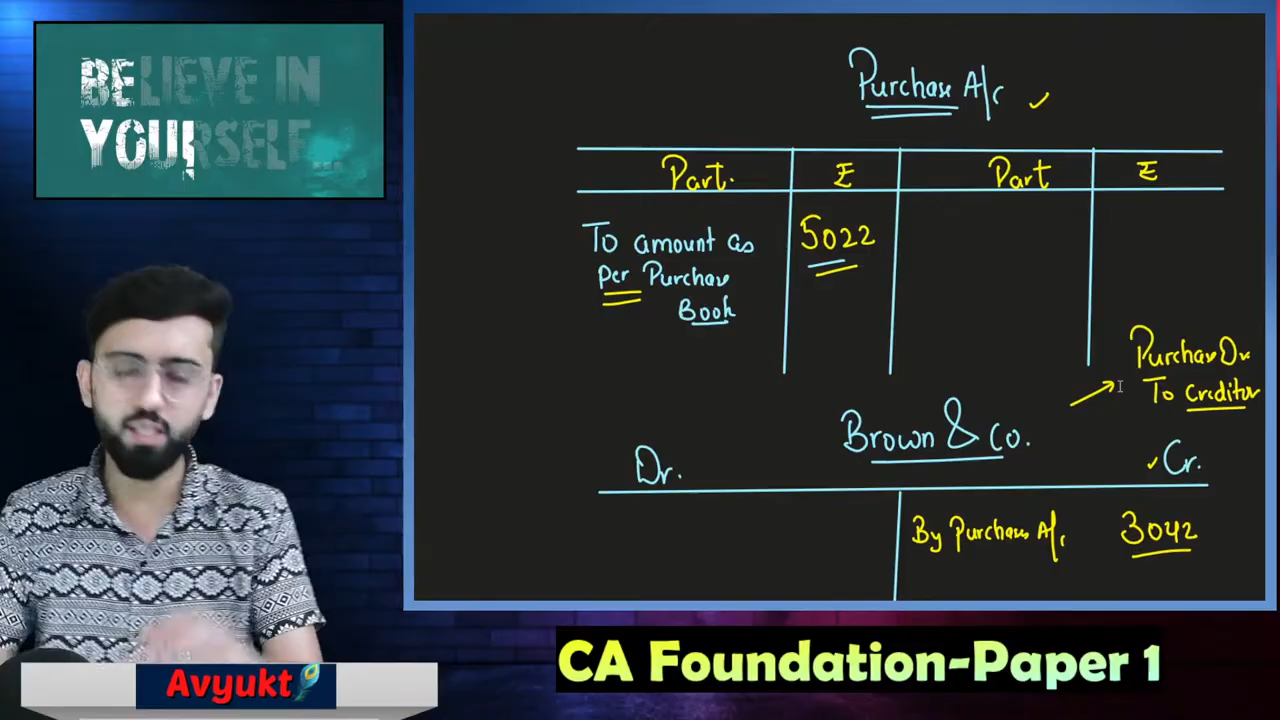 BELIEVE IN
YOURSELF...
Purchase A/c
Part. ₹ Part ₹
To amount as 5022
per Purchase
Book
Purchase Dr
To Creditor
Brown & Co.
Dr. Cr.
By Purchase A/c 3042
CA Foundation-Paper 1
Avyukt